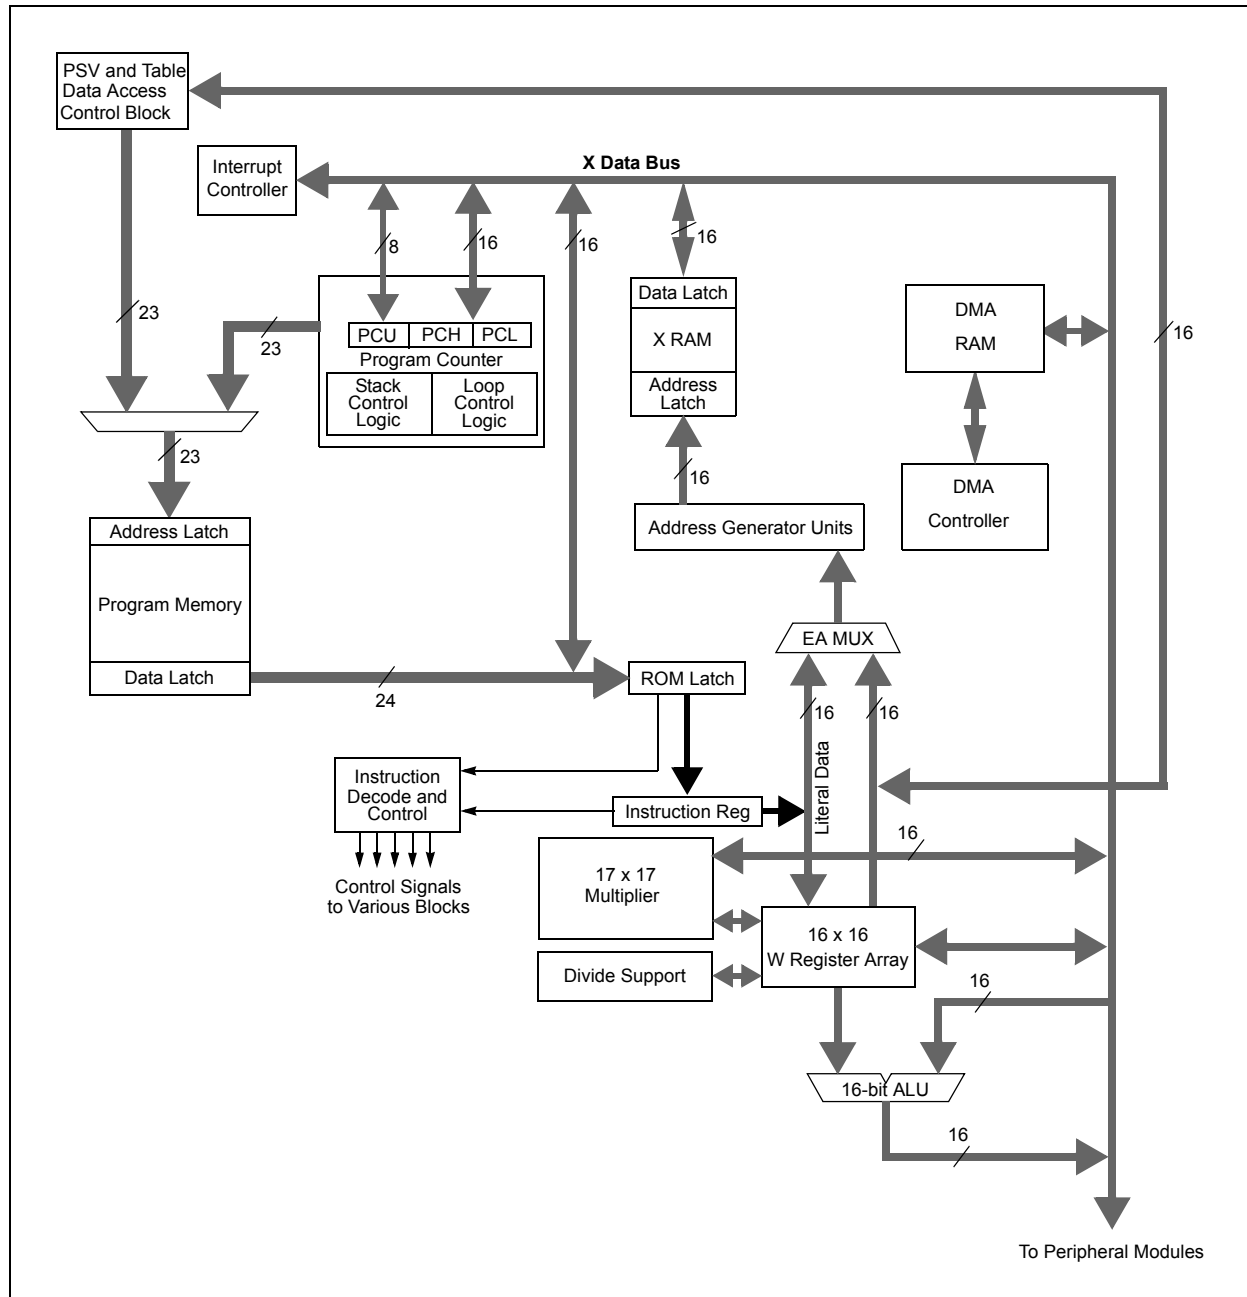 PSV and Table
Data Access
Control Block
Interrupt
Controller
X Data Bus
8
16
16
16
23
23
PCU
PCH
PCL
Program Counter
Stack
Control
Logic
Loop
Control
Logic
Data Latch
X RAM
Address
Latch
DMA
RAM
16
23
16
Address Generator Units
DMA
Controller
Address Latch
Program Memory
Data Latch
24
EA MUX
ROM Latch
16
16
Literal Data
Instruction
Decode and
Control
Instruction Reg
Control Signals
to Various Blocks
17 x 17
Multiplier
16
16 x 16
W Register Array
Divide Support
16
16-bit ALU
16
To Peripheral Modules